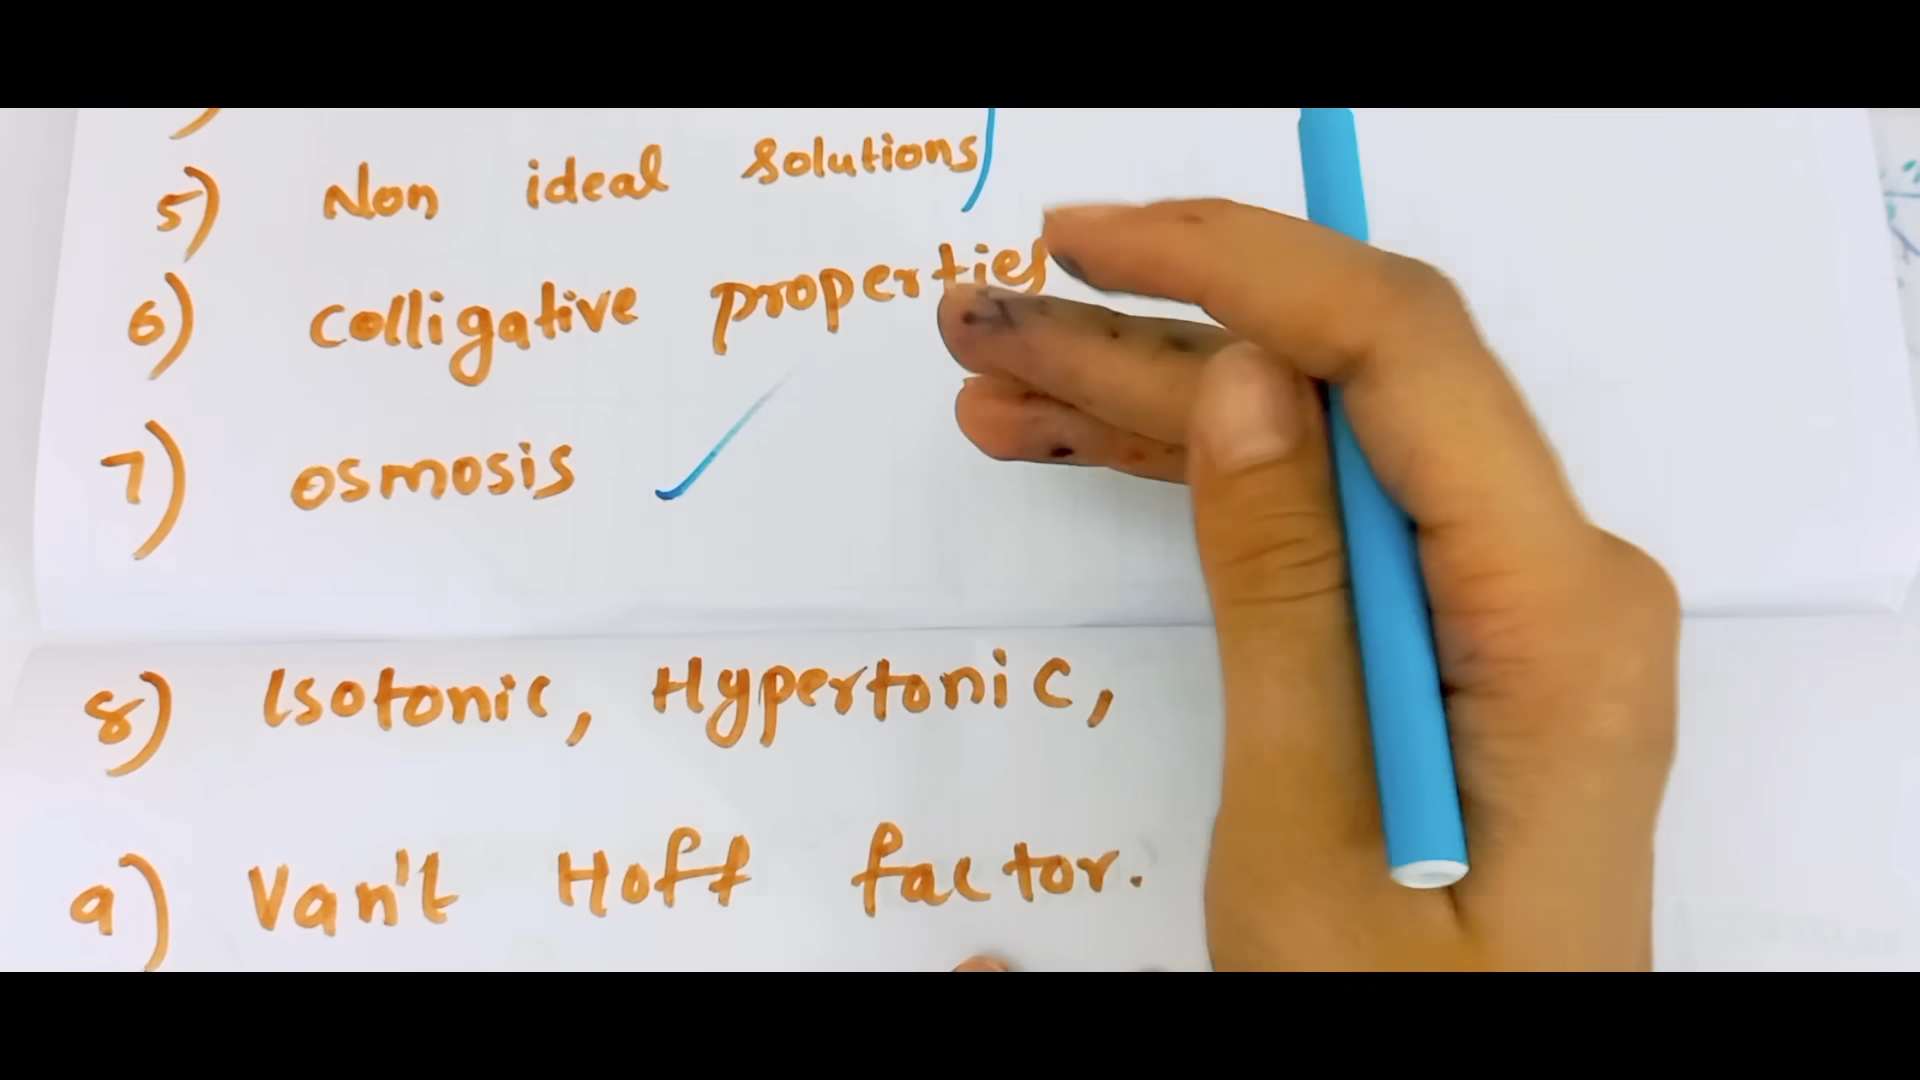 5) Non ideal solutions
6) Colligative properties
7) osmosis
8) Isotonic, Hypertonic,
9) Van't Hoff factor.